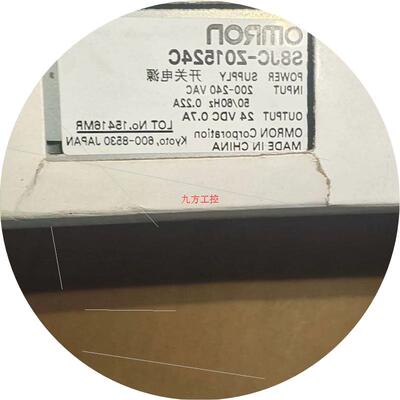 OMRON
S8JC-Z01524C
POWER SUPPLY 开关电源
INPUT 200-240 VAC
50/60Hz 0.22A
OUTPUT 24 VDC 0.7A
LOT No.15416MR
OMRON Corporation
Kyoto, 600-8530 JAPAN
MADE IN CHINA
九方工控